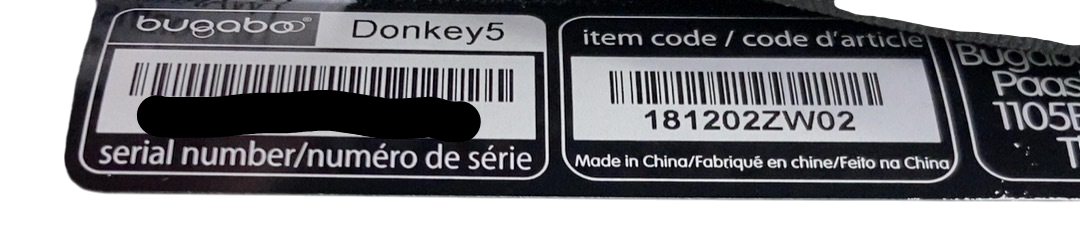 bugaboo® Donkey5
serial number/numéro de série
item code / code d'article
181202ZW02
Made in China/Fabriqué en chine/Feito na China